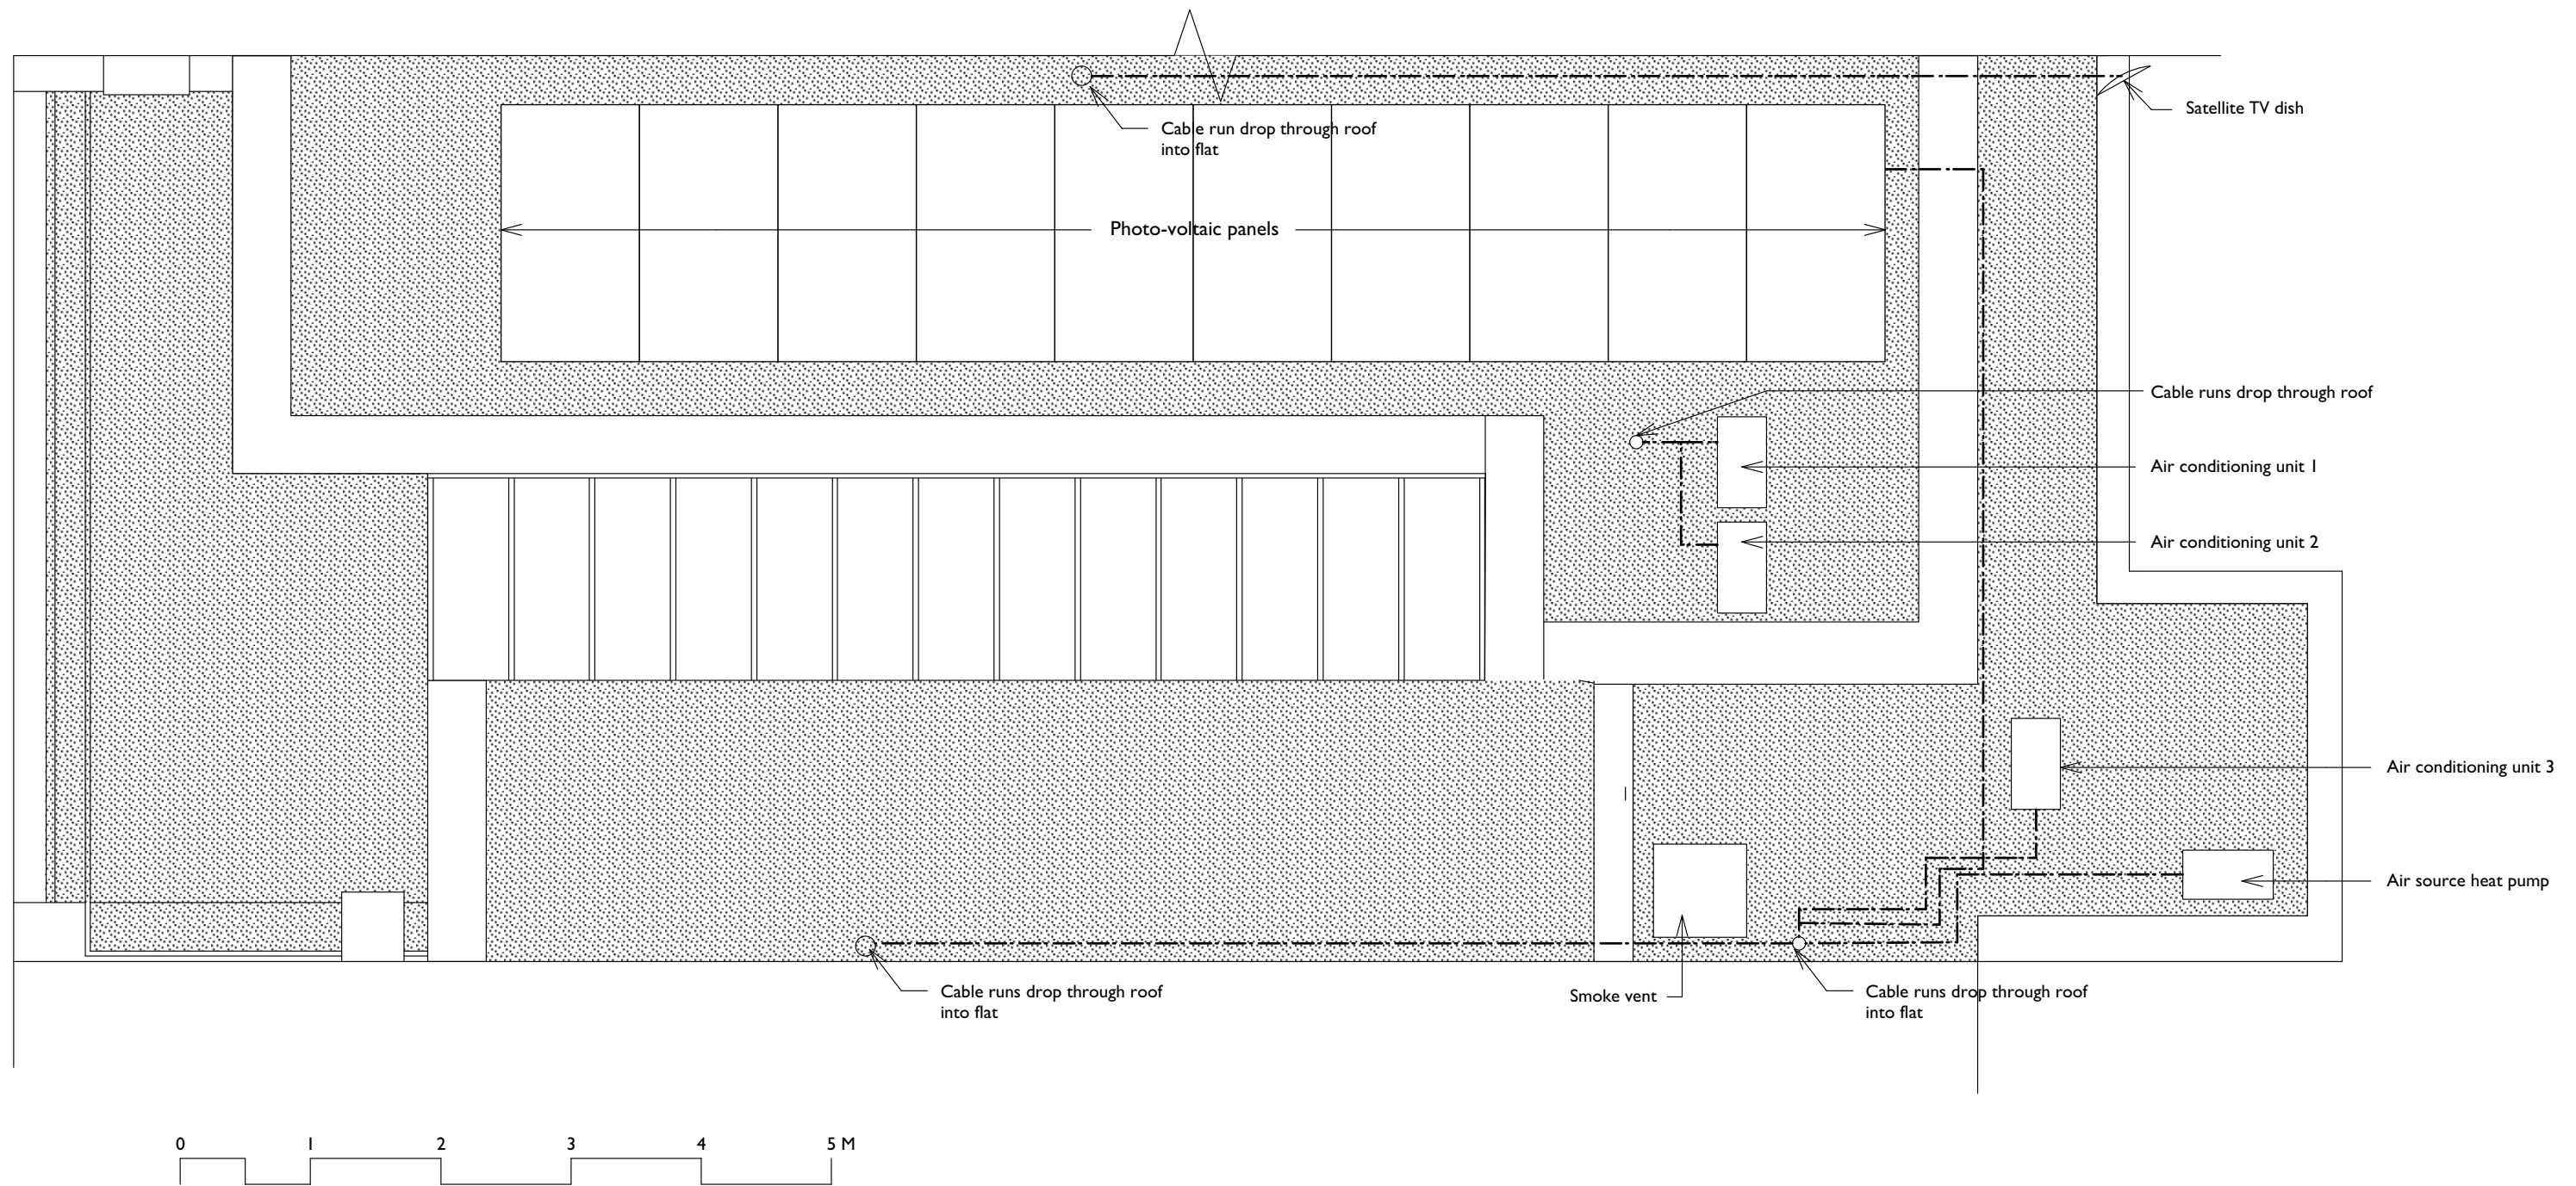 Satellite TV dish
Cable run drop through roof
into flat
Photo-voltaic panels
Cable runs drop through roof
Air conditioning unit 1
Air conditioning unit 2
Air conditioning unit 3
Air source heat pump
Cable runs drop through roof
into flat
Smoke vent
Cable runs drop through roof
into flat
0 1 2 3 4 5 M